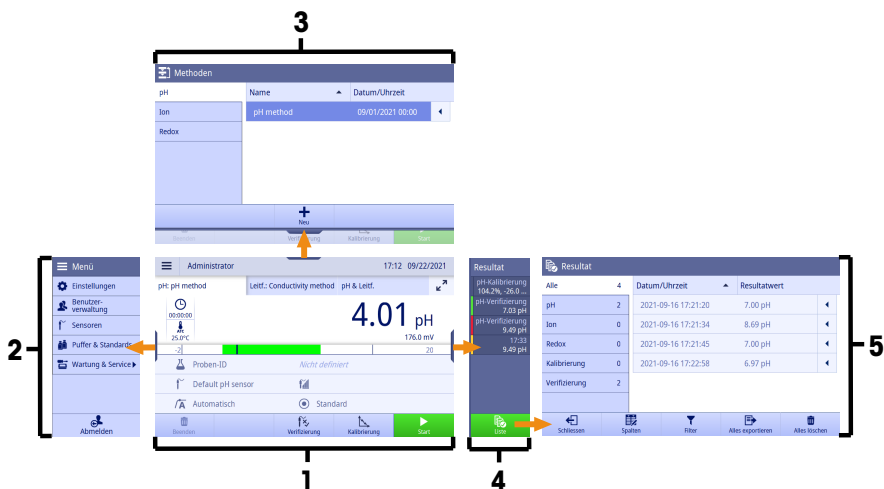 3
Methoden
pH Name Datum/Uhrzeit
Ion pH method 09/01/2021 00:00
Redox
Neu
Beenden Verifizierung Kalibrierung Start
2
Menü
Einstellungen
Benutzer-
verwaltung
Sensoren
Puffer & Standards
Wartung & Service
Abmelden
Administrator 17:12 09/22/2021
pH: pH method Leitf.: Conductivity method pH & Leitf.
00:00:00
ATC
25.0°C
4.01 pH
176.0 mV
-2 20
Proben-ID Nicht definiert
Default pH sensor
Automatisch Standard
Beenden Verifizierung Kalibrierung Start
1
Resultat
pH-Kalibrierung
104.2%, -26.0 ...
pH-Verifizierung
7.03 pH
pH-Verifizierung
9.49 pH
17:33
9.49 pH
Liste
4
Resultat
Alle 4 Datum/Uhrzeit Resultatwert
pH 2 2021-09-16 17:21:20 7.00 pH
Ion 0 2021-09-16 17:21:34 8.69 pH
Redox 0 2021-09-16 17:21:45 7.00 pH
Kalibrierung 0 2021-09-16 17:22:58 6.97 pH
Verifizierung 2
Schliessen Spalten Filter Alles exportieren Alles löschen
5